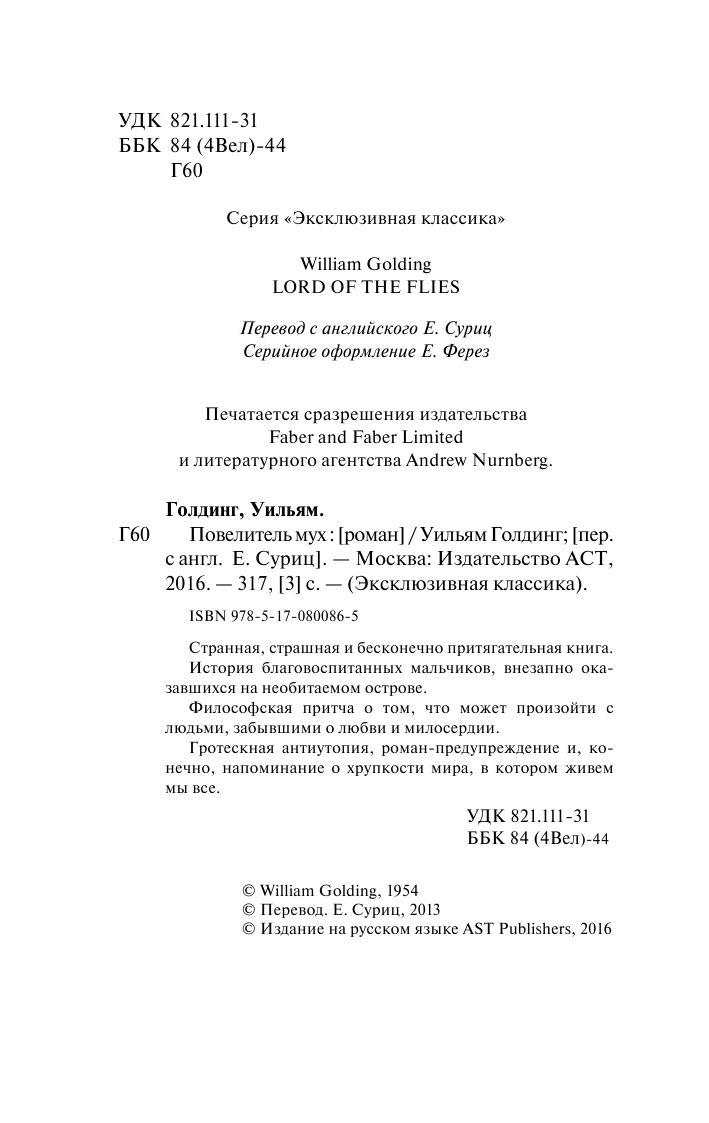 УДК 821.111-31
ББК 84 (4Вел)-44
Г60
Серия «Эксклюзивная классика»
William Golding
LORD OF THE FLIES
Перевод с английского Е. Суриц
Серийное оформление Е. Ферез
Печатается сразрешения издательства
Faber and Faber Limited
и литературного агентства Andrew Nurnberg.
Голдинг, Уильям.
Г60 Повелитель мух : [роман] / Уильям Голдинг; [пер.
с англ. Е. Суриц]. — Москва: Издательство АСТ,
2016. — 317, [3] с. — (Эксклюзивная классика).
ISBN 978-5-17-080086-5
Странная, страшная и бесконечно притягательная книга.
История благовоспитанных мальчиков, внезапно ока-
завшихся на необитаемом острове.
Философская притча о том, что может произойти с
людьми, забывшими о любви и милосердии.
Гротескная антиутопия, роман-предупреждение и, ко-
нечно, напоминание о хрупкости мира, в котором живем
мы все.
УДК 821.111-31
ББК 84 (4Вел)-44
© William Golding, 1954
© Перевод. Е. Суриц, 2013
© Издание на русском языке AST Publishers, 2016